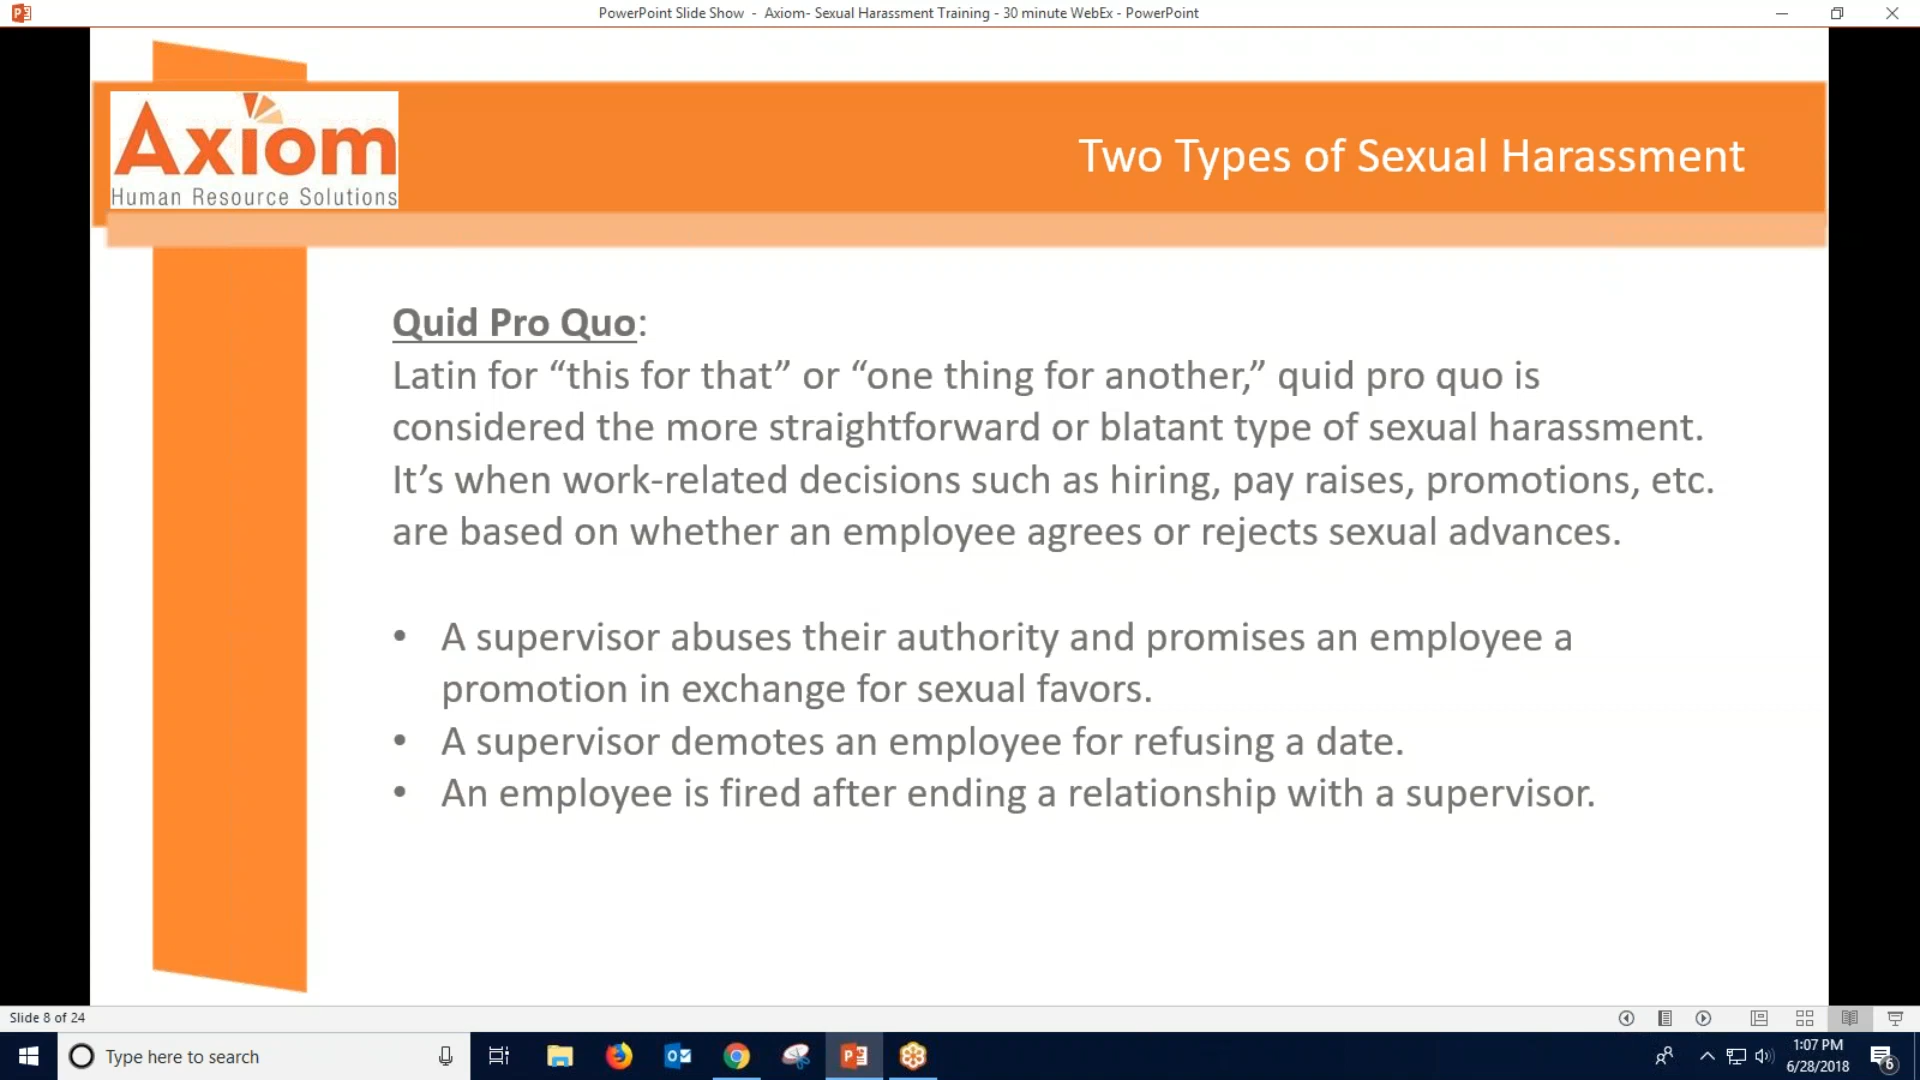 PowerPoint Slide Show - Axiom- Sexual Harassment Training - 30 minute WebEx - PowerPoint
Axiom
Human Resource Solutions
Two Types of Sexual Harassment
Quid Pro Quo:
Latin for “this for that” or “one thing for another,” quid pro quo is
considered the more straightforward or blatant type of sexual harassment.
It’s when work-related decisions such as hiring, pay raises, promotions, etc.
are based on whether an employee agrees or rejects sexual advances.
• A supervisor abuses their authority and promises an employee a
promotion in exchange for sexual favors.
• A supervisor demotes an employee for refusing a date.
• An employee is fired after ending a relationship with a supervisor.
Slide 8 of 24
Type here to search
1:07 PM
6/28/2018
6